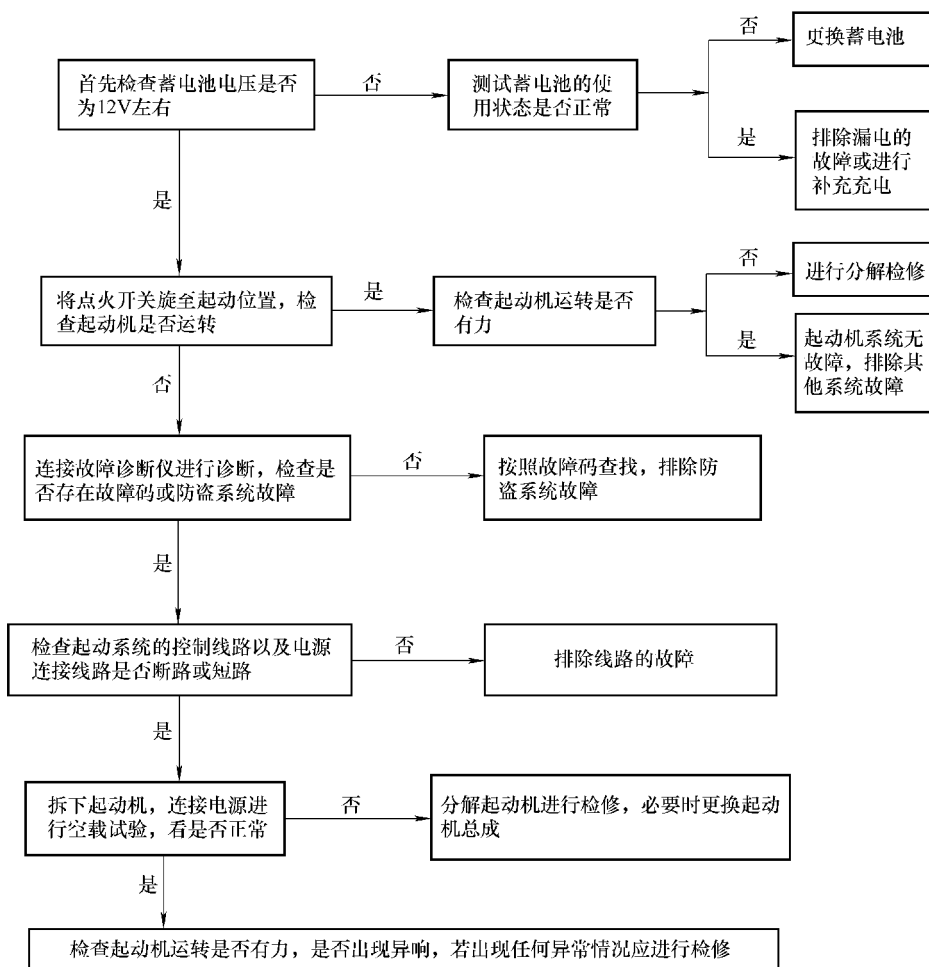 首先检查蓄电池电压是否
为12V左右
否
测试蓄电池的使
用状态是否正常
否
更换蓄电池
是
排除漏电的
故障或进行
补充充电
是
将点火开关旋至起动位置，检
查起动机是否运转
是
检查起动机运转是否
有力
否
进行分解检修
是
起动机系统无
故障，排除其
他系统故障
否
连接故障诊断仪进行诊断，检查是
否存在故障码或防盗系统故障
否
按照故障码查找，排除防
盗系统故障
是
检查起动系统的控制线路以及电源
连接线路是否断路或短路
否
排除线路的故障
是
拆下起动机，连接电源进
行空载试验，看是否正常
否
分解起动机进行检修，必要时更换起动
机总成
是
检查起动机运转是否有力，是否出现异响，若出现任何异常情况应进行检修